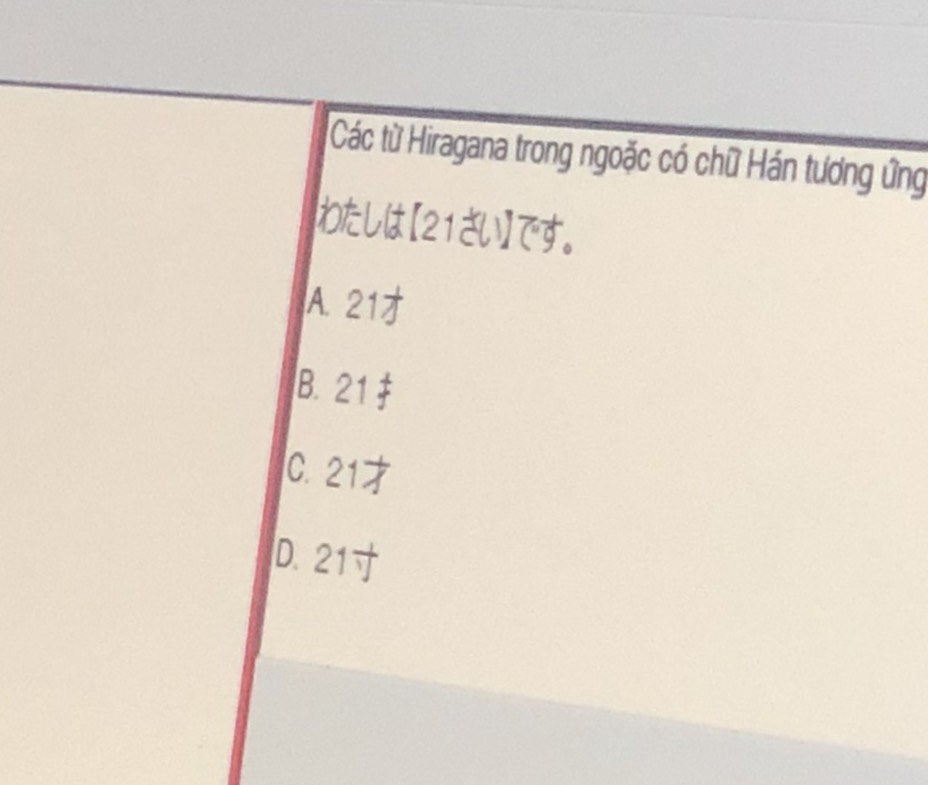 Các từ Hiragana trong ngoặc có chữ Hán tương ứng
わたしは【21さい】です。
A. 21オ
B. 21扌
C. 21才
D. 21寸